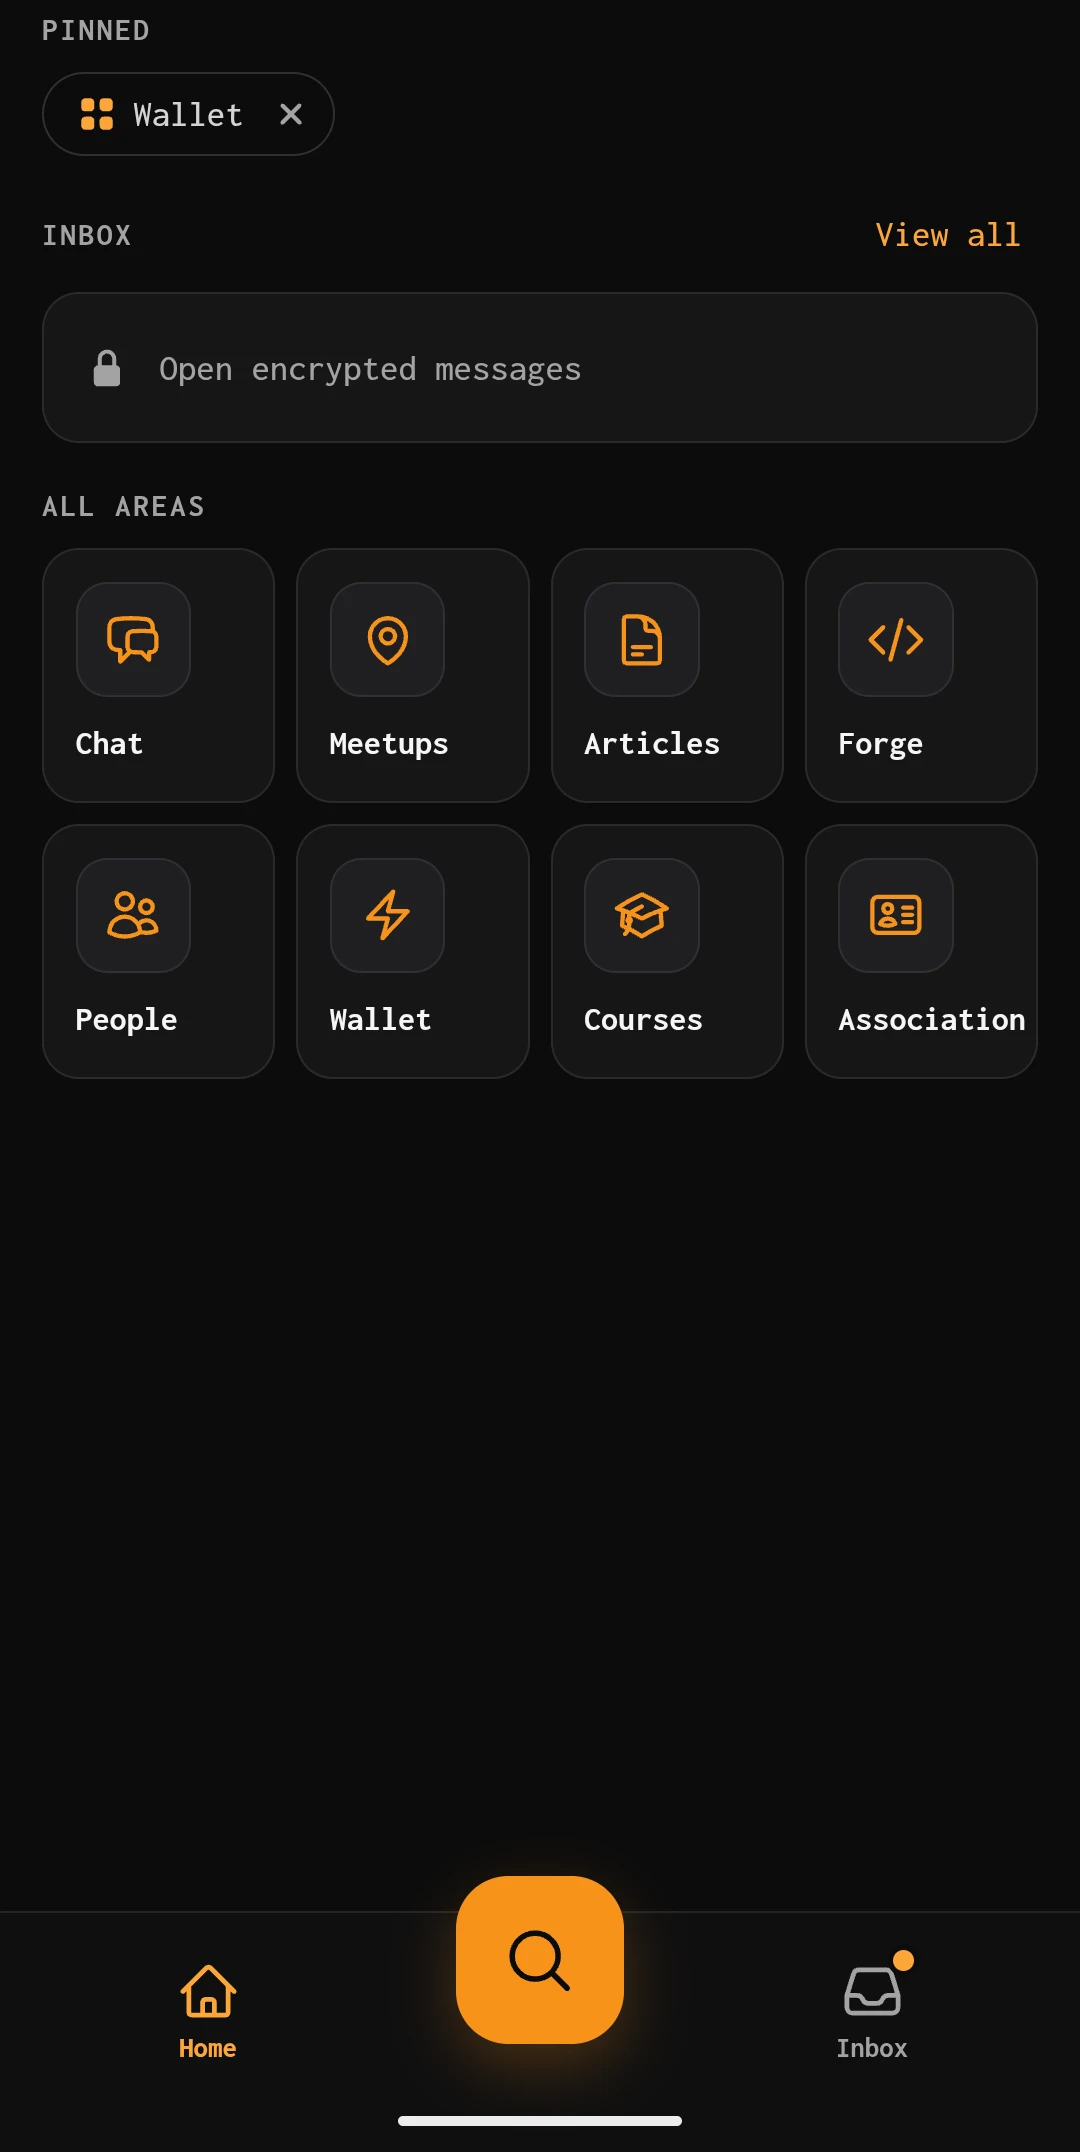 PINNED
Wallet
INBOX
View all
Open encrypted messages
ALL AREAS
Chat
Meetups
Articles
Forge
People
Wallet
Courses
Association
Home
Inbox